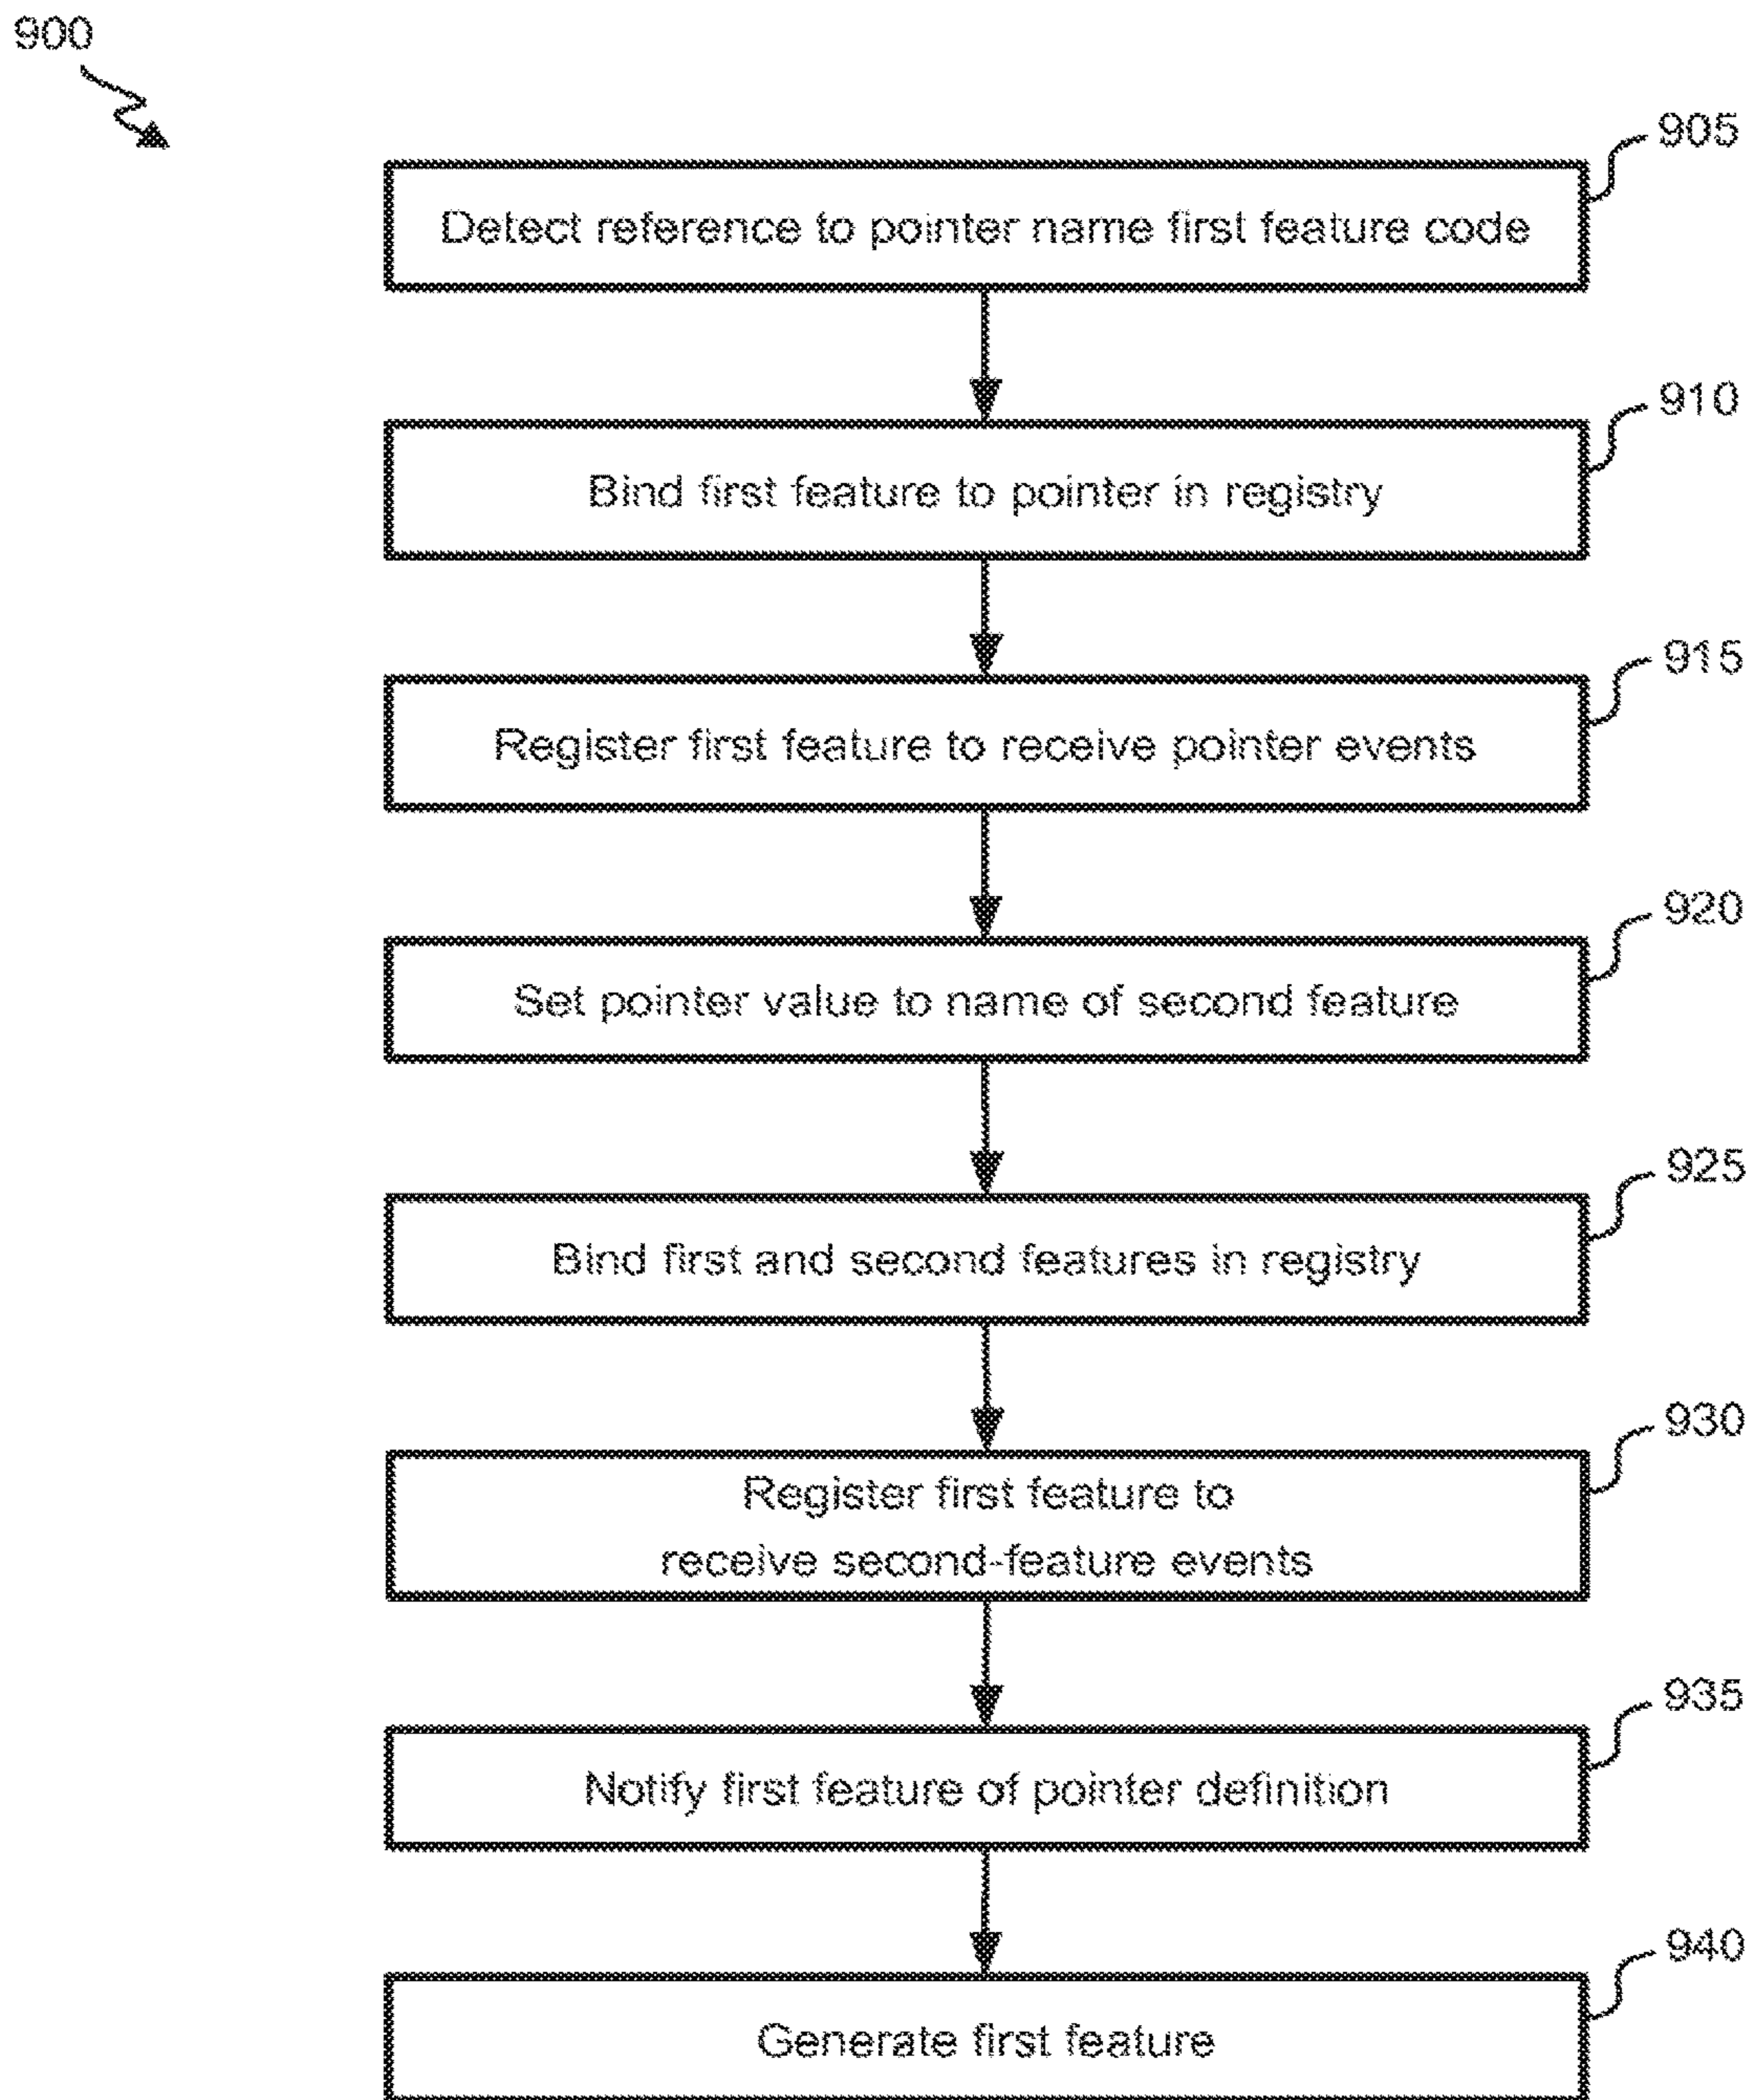 900
905
Detect reference to pointer name first feature code
910
Bind first feature to pointer in registry
915
Register first feature to receive pointer events
920
Set pointer value to name of second feature
925
Bind first and second features in registry
930
Register first feature to
receive second-feature events
935
Notify first feature of pointer definition
940
Generate first feature